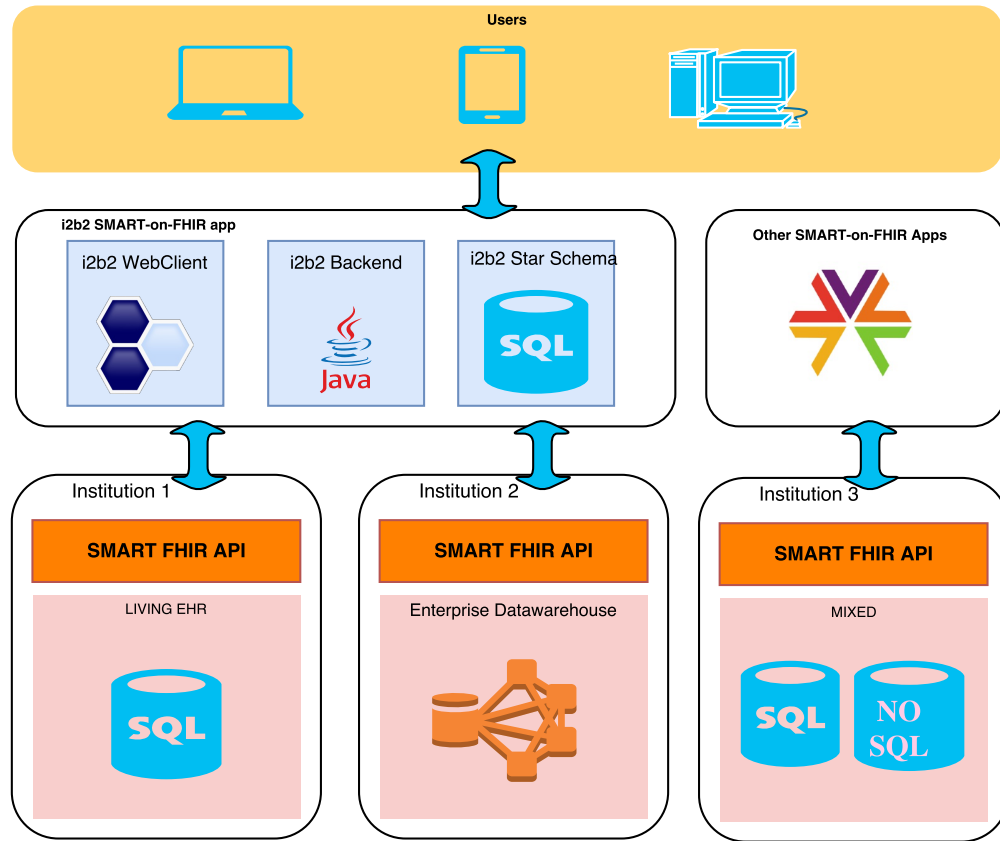 Users
i2b2 SMART-on-FHIR app
i2b2 WebClient
i2b2 Backend
i2b2 Star Schema
Java
SQL
Other SMART-on-FHIR Apps
Institution 1
SMART FHIR API
LIVING EHR
SQL
Institution 2
SMART FHIR API
Enterprise Datawarehouse
Institution 3
SMART FHIR API
MIXED
SQL
NO
SQL